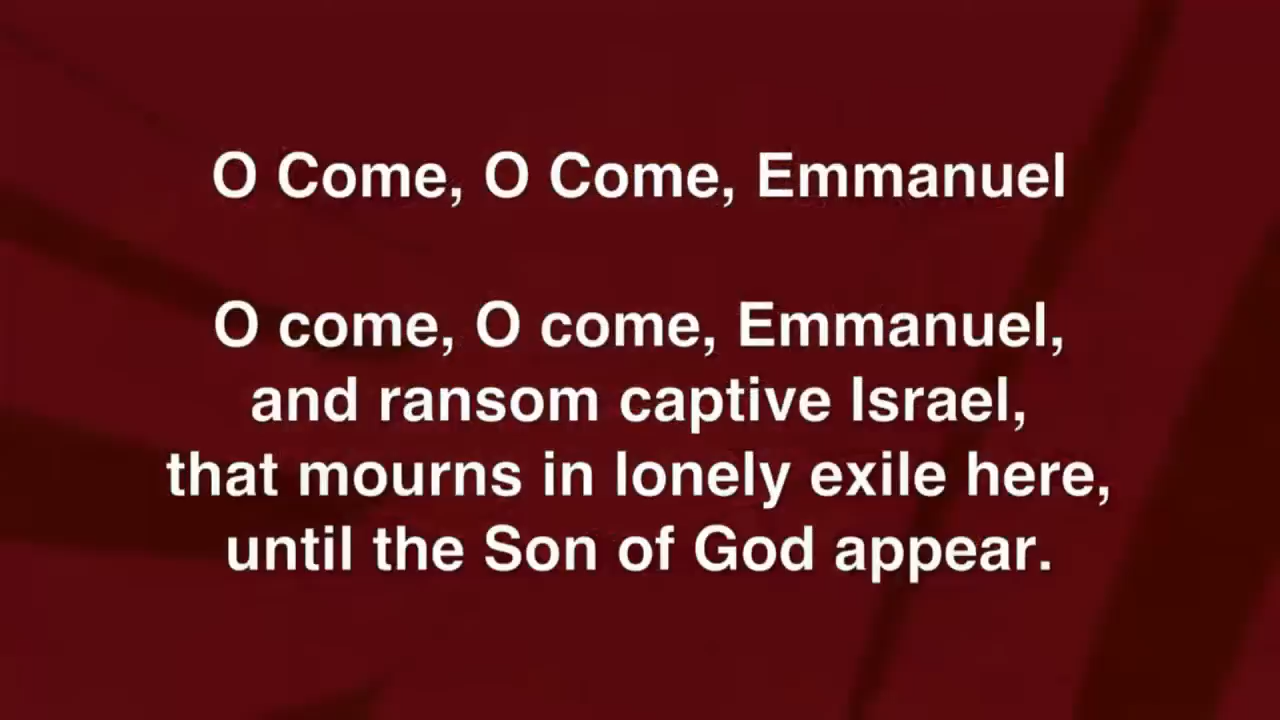 O Come, O Come, Emmanuel
O come, O come, Emmanuel,
and ransom captive Israel,
that mourns in lonely exile here,
until the Son of God appear.